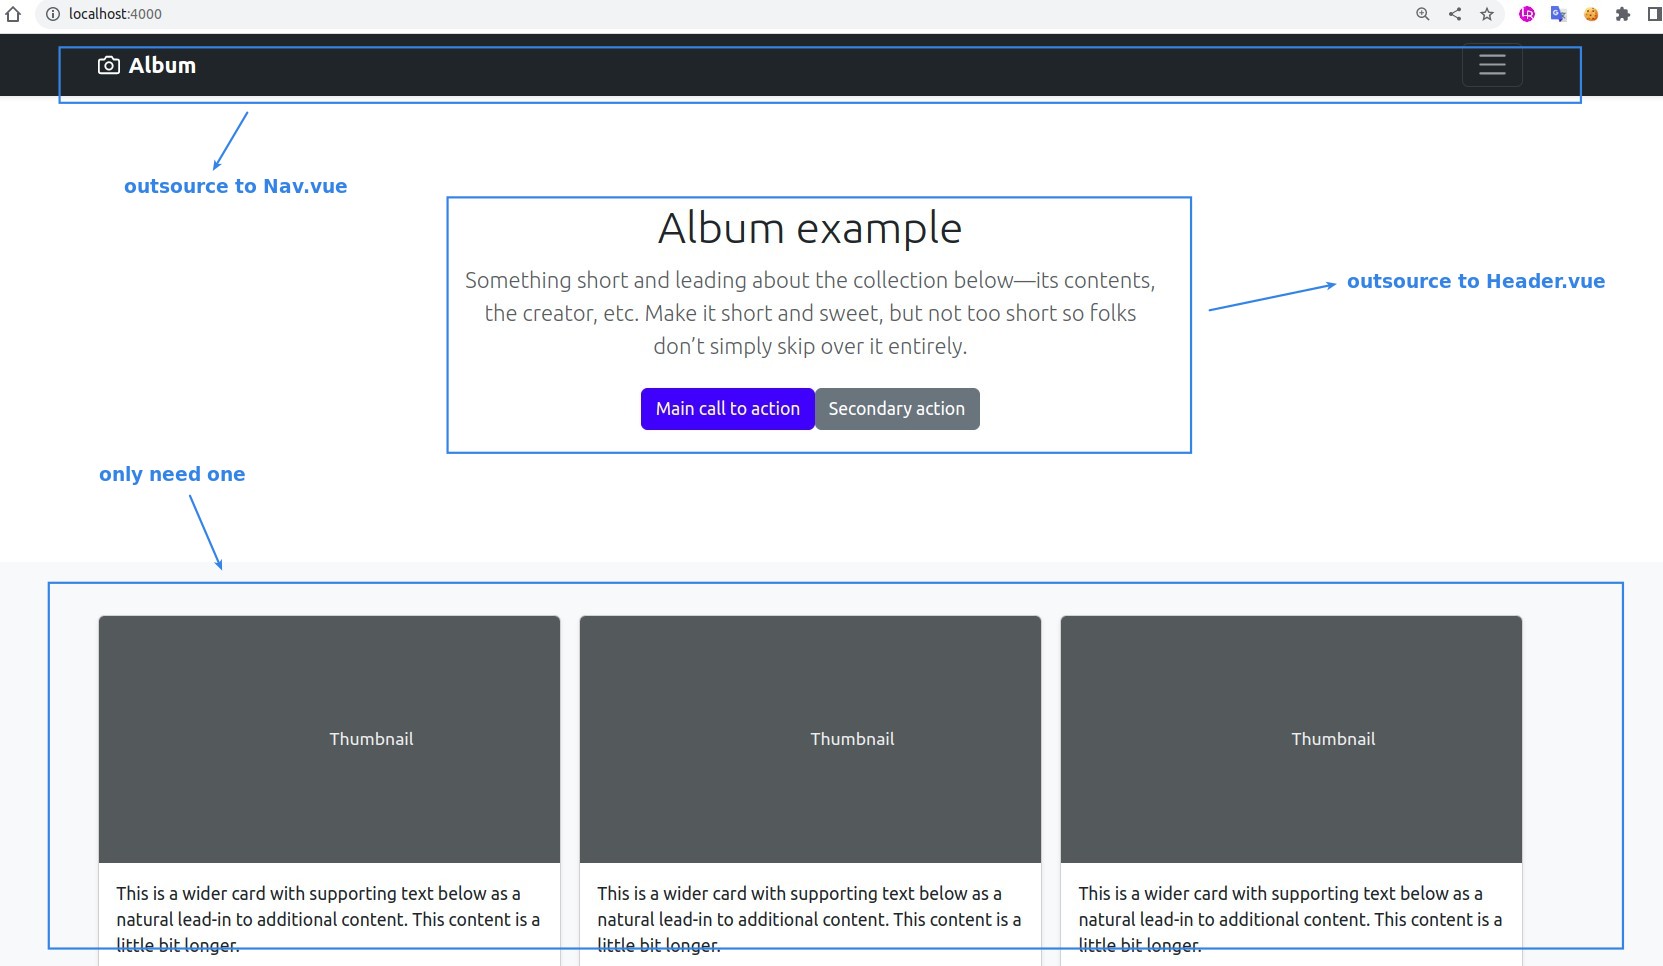 localhost:4000
Album
outsource to Nav.vue
Album example
Something short and leading about the collection below—its contents,
the creator, etc. Make it short and sweet, but not too short so folks
don’t simply skip over it entirely.
outsource to Header.vue
Main call to action
Secondary action
only need one
Thumbnail
Thumbnail
Thumbnail
This is a wider card with supporting text below as a
natural lead-in to additional content. This content is a
little bit longer.
This is a wider card with supporting text below as a
natural lead-in to additional content. This content is a
little bit longer.
This is a wider card with supporting text below as a
natural lead-in to additional content. This content is a
little bit longer.